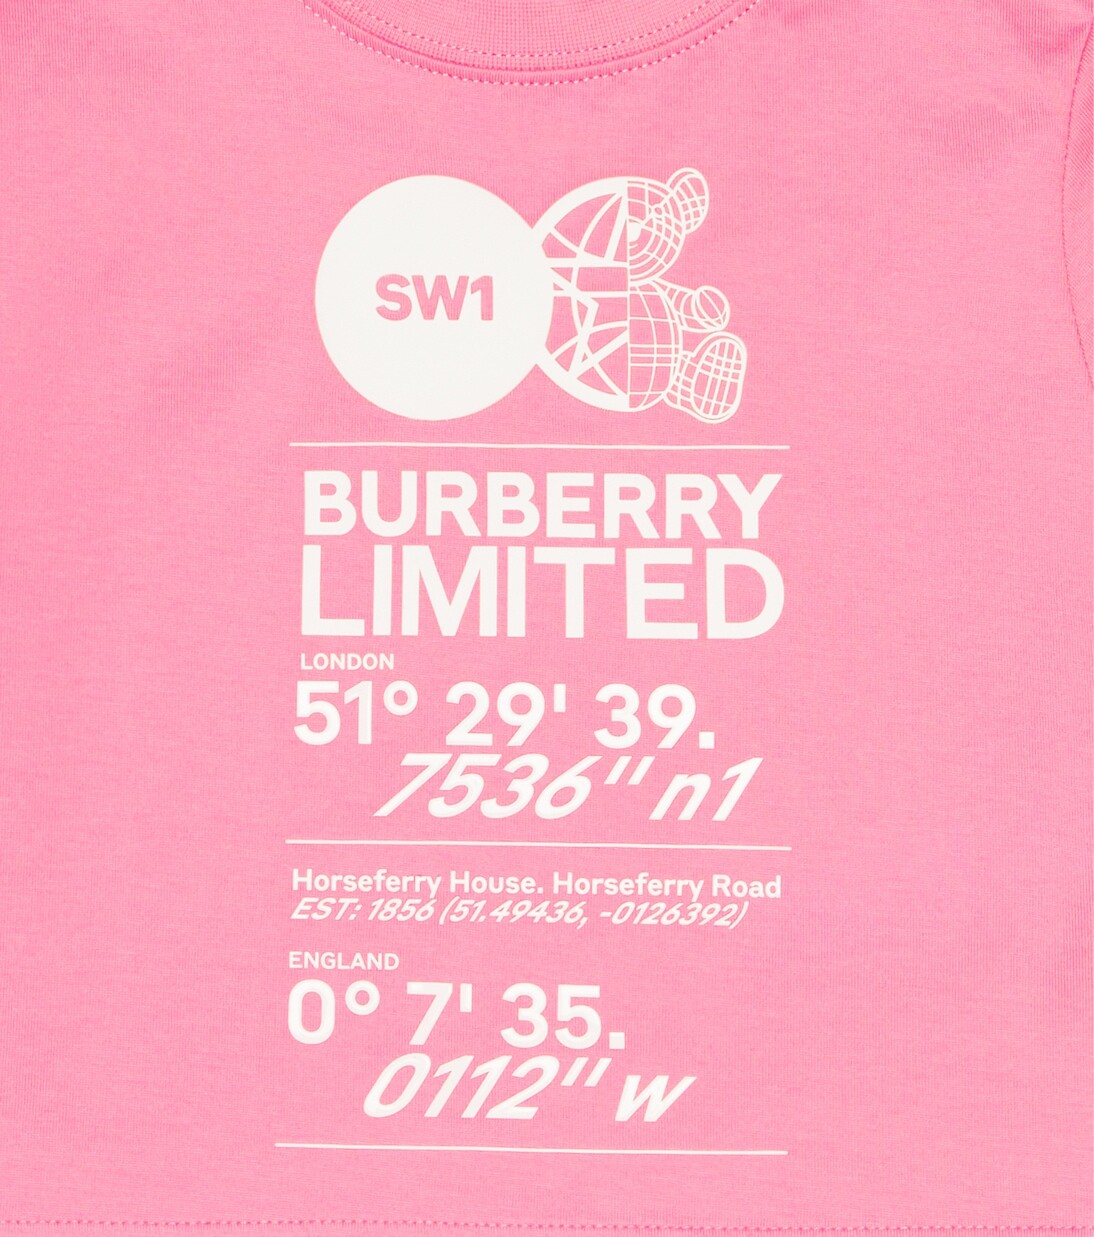 SW1
BURBERRY
LIMITED
LONDON
51° 29' 39.
7536" n1
Horseferry House. Horseferry Road
EST: 1856 (51.49436, -0126392)
ENGLAND
0° 7' 35.
0112" w